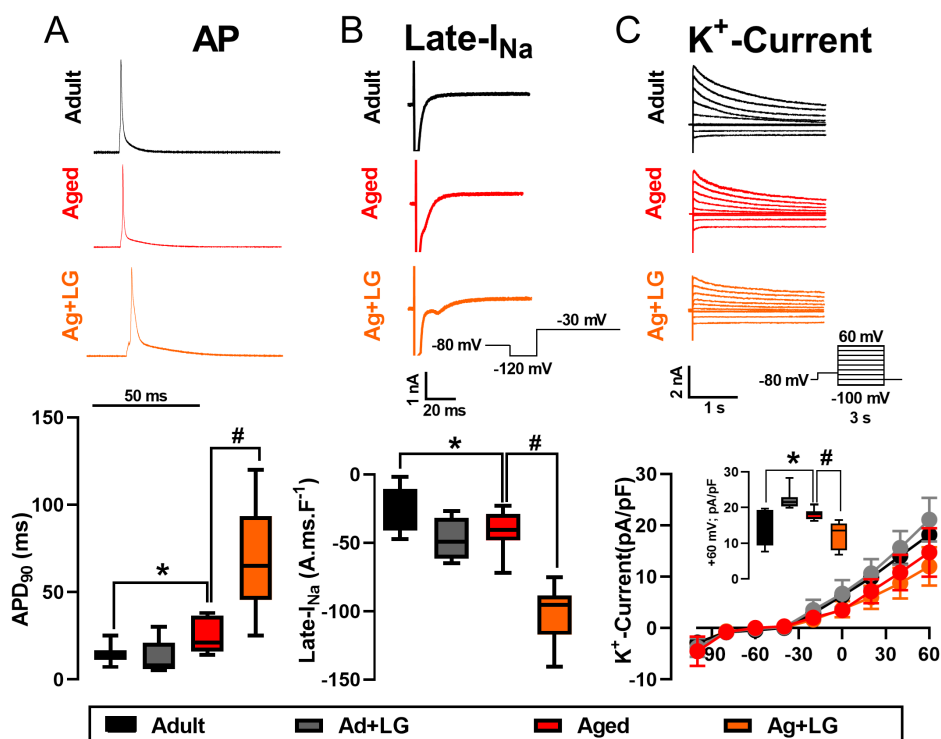 A
AP
B
Late-I_Na
C
K⁺-Current
Adult
Aged
Ag+LG
50 ms
Adult
Aged
Ag+LG
-80 mV
-120 mV
-30 mV
1 nA
20 ms
Adult
Aged
Ag+LG
2 nA
1 s
-80 mV
60 mV
-100 mV
3 s
APD₉₀ (ms)
150
100
50
0
*
#
Late-I_Na (A.ms.F⁻¹)
0
-50
-100
-150
*
#
K⁺-Current(pA/pF)
30
20
10
0
-10
-90
-60
-30
0
30
60
+60 mV; pA/pF
30
20
10
0
*
#
Adult
Ad+LG
Aged
Ag+LG